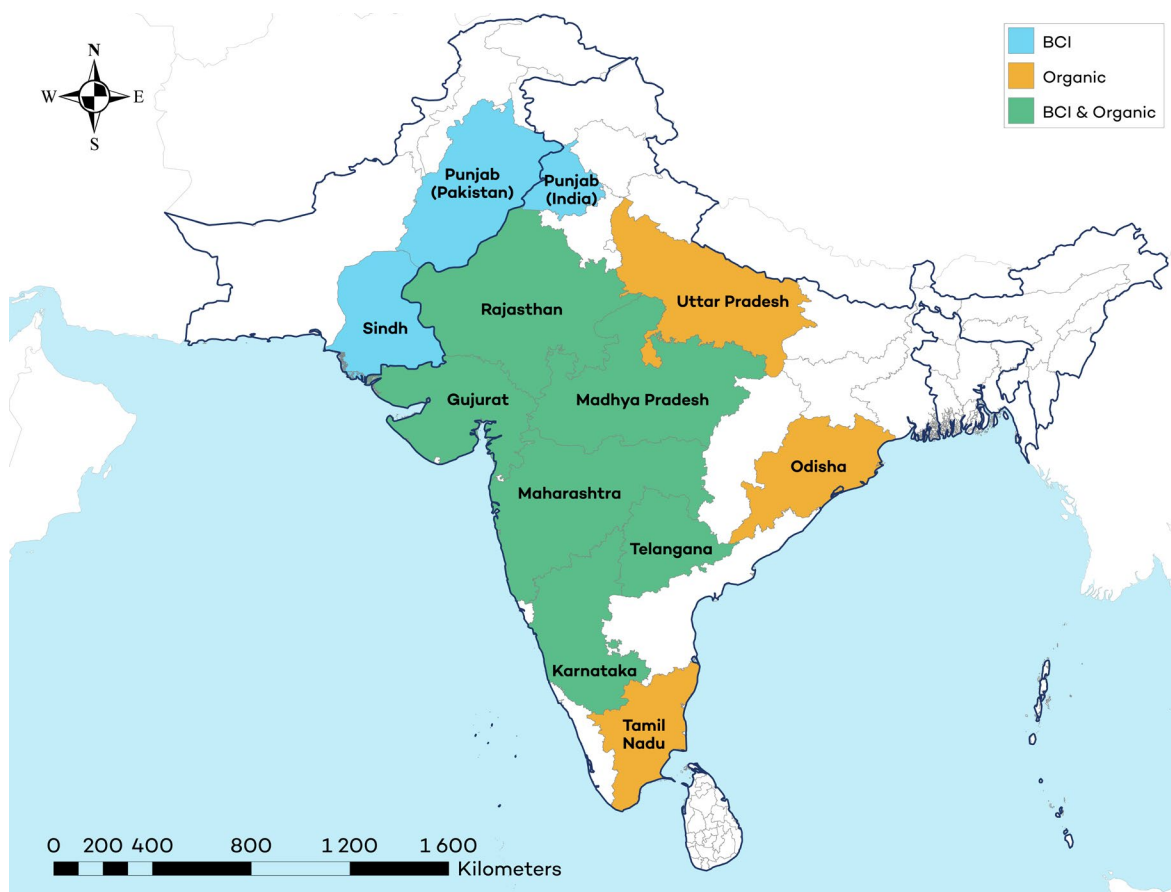 N
W E
S
BCI
Organic
BCI & Organic
Punjab
(Pakistan)
Punjab
(India)
Rajasthan
Uttar Pradesh
Sindh
Gujurat
Madhya Pradesh
Odisha
Maharashtra
Telangana
Karnataka
Tamil
Nadu
0 200 400 800 1 200 1 600
Kilometers